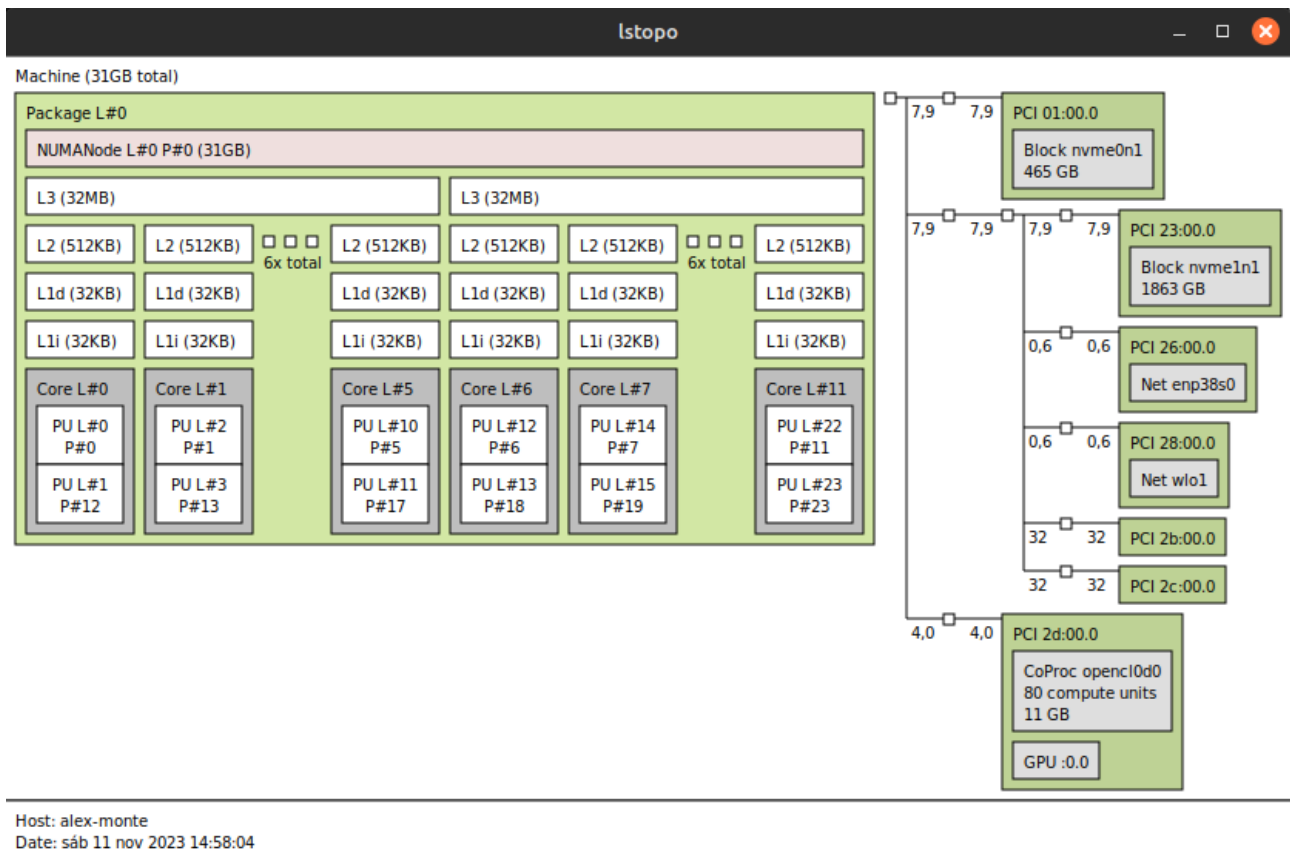 lstopo
Machine (31GB total)
Package L#0
NUMANode L#0 P#0 (31GB)
L3 (32MB)
L3 (32MB)
L2 (512KB)
L2 (512KB)
6x total
L2 (512KB)
L2 (512KB)
L2 (512KB)
6x total
L2 (512KB)
L1d (32KB)
L1d (32KB)
L1d (32KB)
L1d (32KB)
L1d (32KB)
L1d (32KB)
L1i (32KB)
L1i (32KB)
L1i (32KB)
L1i (32KB)
L1i (32KB)
L1i (32KB)
Core L#0
PU L#0
P#0
PU L#1
P#12
Core L#1
PU L#2
P#1
PU L#3
P#13
Core L#5
PU L#10
P#5
PU L#11
P#17
Core L#6
PU L#12
P#6
PU L#13
P#18
Core L#7
PU L#14
P#7
PU L#15
P#19
Core L#11
PU L#22
P#11
PU L#23
P#23
7,9 7,9
PCI 01:00.0
Block nvme0n1
465 GB
7,9 7,9 7,9 7,9
PCI 23:00.0
Block nvme1n1
1863 GB
0,6 0,6
PCI 26:00.0
Net enp38s0
0,6 0,6
PCI 28:00.0
Net wlo1
32 32
PCI 2b:00.0
32 32
PCI 2c:00.0
4,0 4,0
PCI 2d:00.0
CoProc opencl0d0
80 compute units
11 GB
GPU :0.0
Host: alex-monte
Date: sáb 11 nov 2023 14:58:04